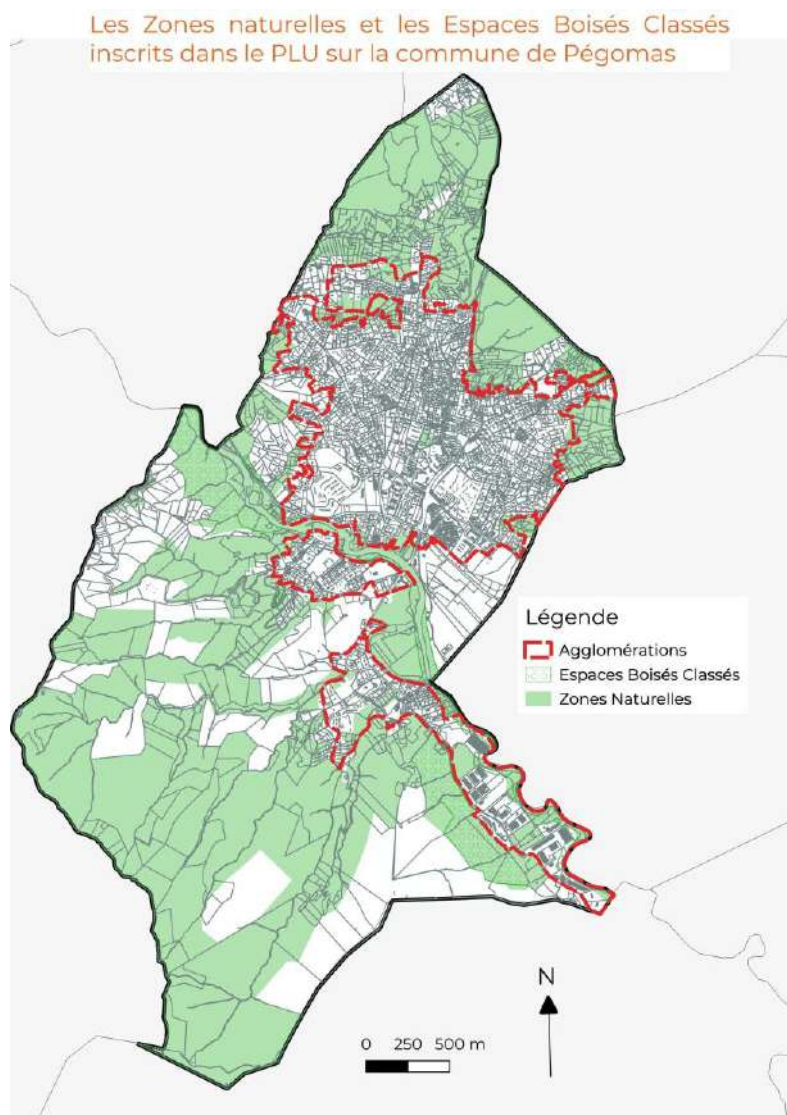 Les Zones naturelles et les Espaces Boisés Classés
inscrits dans le PLU sur la commune de Pégomas
Légende
Agglomérations
Espaces Boisés Classés
Zones Naturelles
N
0 250 500 m